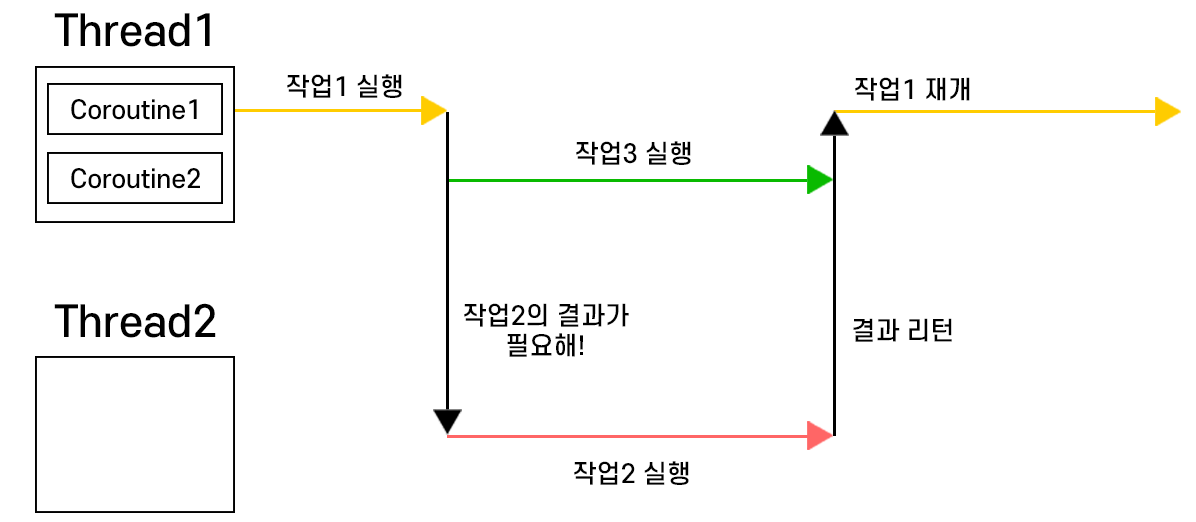 Thread1
Coroutine1
Coroutine2
작업1 실행
작업3 실행
작업1 재개
Thread2
작업2의 결과가
필요해!
결과 리턴
작업2 실행